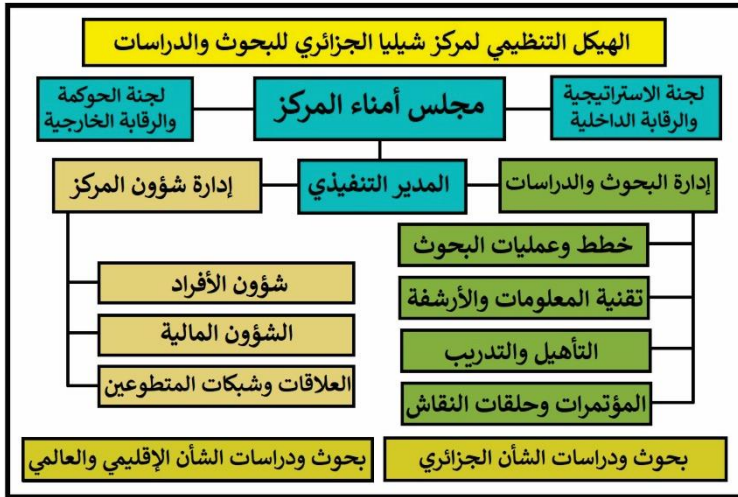 الهيكل التنظيمي لمركز شيليا الجزائري للبحوث والدراسات
لجنة الاستراتيجية
والرقابة الداخلية
مجلس أمناء المركز
لجنة الحوكمة
والرقابة الخارجية
إدارة البحوث والدراسات
المدير التنفيذي
إدارة شؤون المركز
خطط وعمليات البحوث
تقنية المعلومات والأرشفة
التأهيل والتدريب
المؤتمرات وحلقات النقاش
شؤون الأفراد
الشؤون المالية
العلاقات وشبكات المتطوعين
بحوث ودراسات الشأن الجزائري
بحوث ودراسات الشأن الإقليمي والعالمي